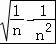 √(1/n - 1/n²)